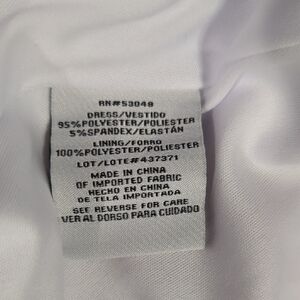 RN#53048
DRESS/VESTIDO
95%POLYESTER/POLIESTER
5%SPANDEX/ELASTÁN
LINING/FORRO
100%POLYESTER/POLIESTER
LOT/LOTE#437371
MADE IN CHINA
OF IMPORTED FABRIC
HECHO EN CHINA
DE TELA IMPORTADA
SEE REVERSE FOR CARE
VER AL DORSO PARA CUIDADO